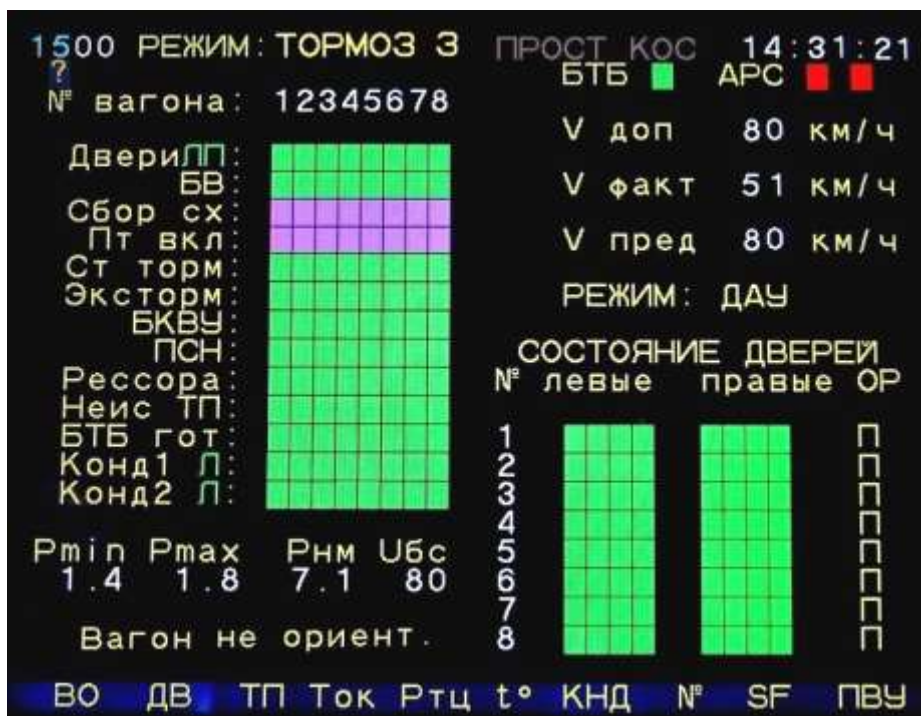 1500 РЕЖИМ: ТОРМОЗ 3 ПРОСТ КОС 14:31:21
? БТБ АРС
№ вагона: 12345678
V доп 80 км/ч
ДвериЛП:
БВ:
V факт 51 км/ч
Сбор сх:
Пт вкл:
V пред 80 км/ч
Ст торм:
Эксторм:
РЕЖИМ: ДАУ
БКВУ:
ПСН:
СОСТОЯНИЕ ДВЕРЕЙ
Рессора:
№ левые правые ОР
Неис ТП:
БТБ гот:
1 П
Конд1 Л:
2 П
Конд2 Л:
3 П
4 П
Pmin Pmax Рнм Uбс
5 П
1.4 1.8 7.1 80
6 П
7 П
Вагон не ориент.
8 П
ВО ДВ ТП Ток Ртц t° КНД № SF ПВУ